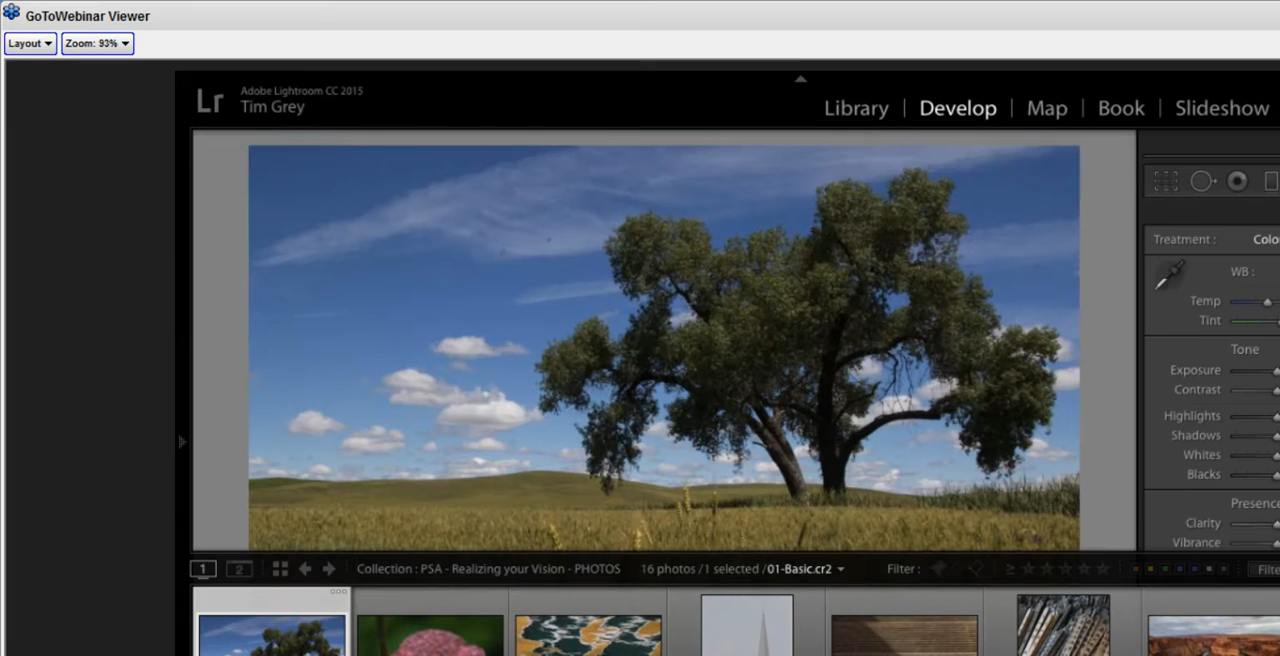 GoToWebinar Viewer
Layout Zoom: 93%
Lr Adobe Lightroom CC 2015
Tim Grey
Library | Develop | Map | Book | Slideshow
Treatment : Colo
WB :
Temp
Tint
Tone
Exposure
Contrast
Highlights
Shadows
Whites
Blacks
Presence
Clarity
Vibrance
1 2 Collection : PSA - Realizing your Vision - PHOTOS 16 photos /1 selected /01-Basic.cr2 Filter : ≥ Filte